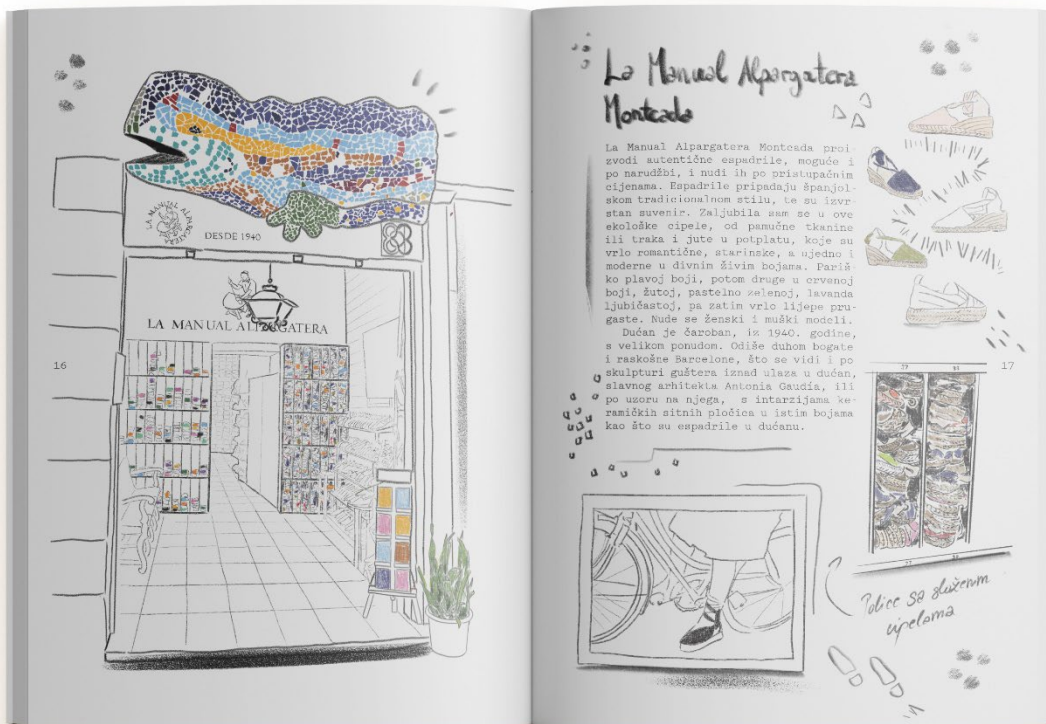 LA MANUAL ALPARGATERA
DESDE 1940
LA MANUAL ALPARGATERA
16
La Manual Alpargatera
Montcada
La Manual Alpargatera Montcada proi-
zvodi autentične espadrile, moguće i
po narudžbi, i nudi ih po pristupačnim
cijenama. Espadrile pripadaju španjol-
skom tradicionalnom stilu, te su izvr-
stan suvenir. Zaljubila sam se u ove
ekološke cipele, od pamučne tkanine
ili traka i jute u potplatu, koje su
vrlo romantične, starinske, a ujedno i
moderne u divnim živim bojama. Pariš-
ko plavoj boji, potom druge u crvenoj
boji, žutoj, pastelno zelenoj, lavanda
ljubičastoj, pa zatim vrlo lijepe pru-
gaste. Nude se ženski i muški modeli.
Dućan je čaroban, iz 1940. godine,
s velikom ponudom. Odiše duhom bogate
i raskošne Barcelone, što se vidi i po
skulpturi guštera iznad ulaza u dućan,
slavnog arhitekta Antonia Gaudía, ili
po uzoru na njega, s intarzijama ke-
ramičkih sitnih pločica u istim bojama
kao što su espadrile u dućanu.
17
Police sa složenim
cipelama